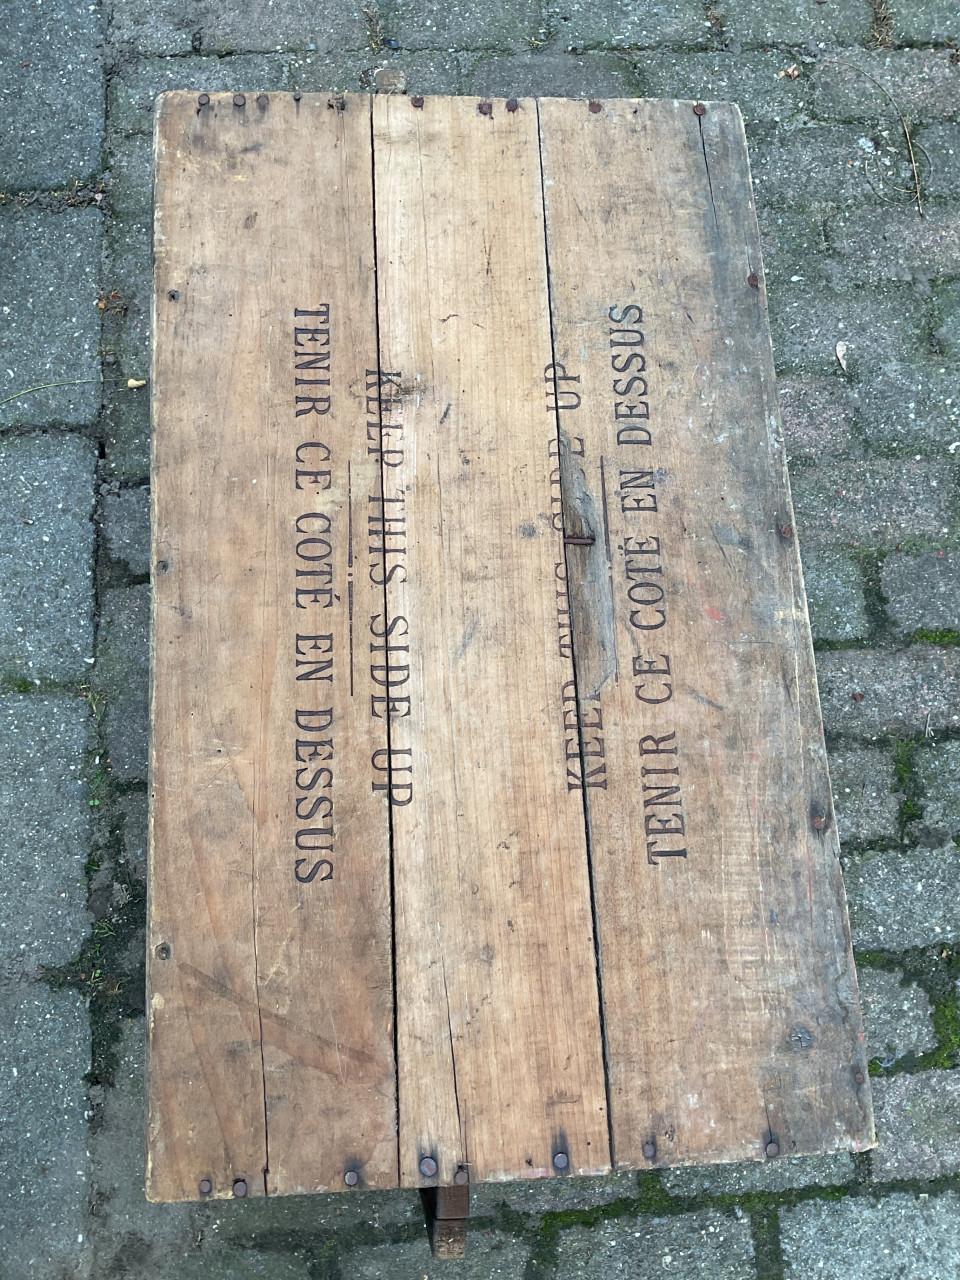 TENIR CE COTÉ EN DESSUS
KEEP THIS SIDE UP
KEEP THIS SIDE UP
TENIR CE COTÉ EN DESSUS